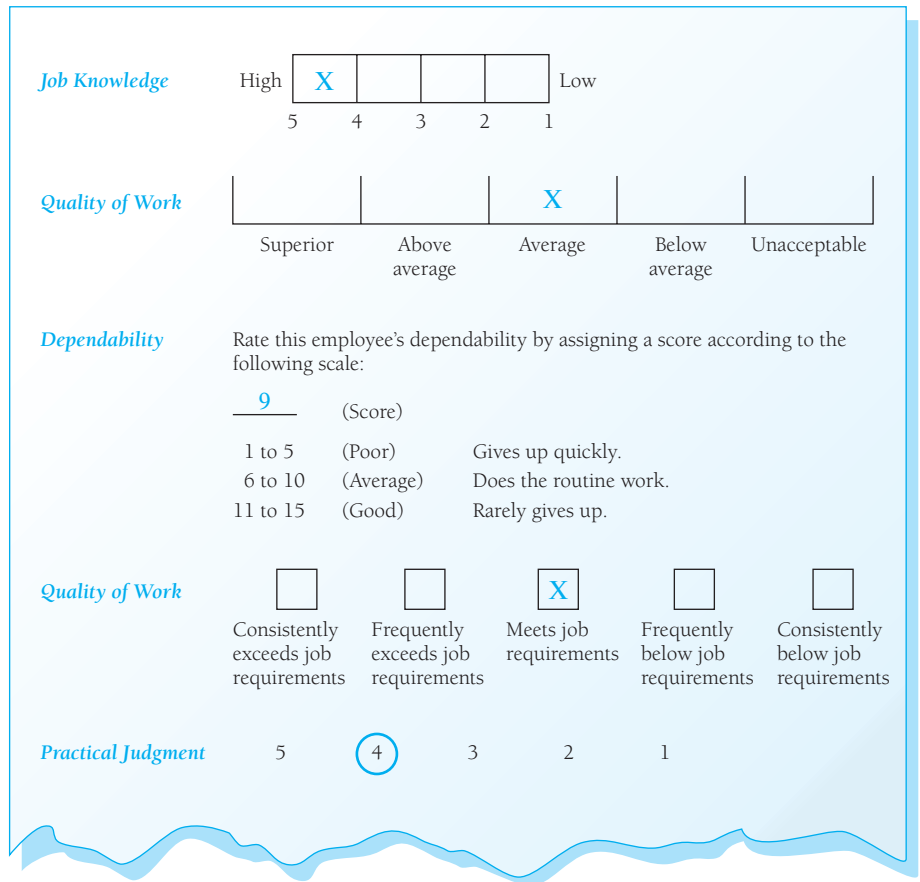 Job Knowledge High X Low
5 4 3 2 1
Quality of Work X
Superior Above average Average Below average Unacceptable
Dependability Rate this employee's dependability by assigning a score according to the
following scale:
9 (Score)
1 to 5 (Poor) Gives up quickly.
6 to 10 (Average) Does the routine work.
11 to 15 (Good) Rarely gives up.
Quality of Work X
Consistently exceeds job requirements
Frequently exceeds job requirements
Meets job requirements
Frequently below job requirements
Consistently below job requirements
Practical Judgment 5 4 3 2 1